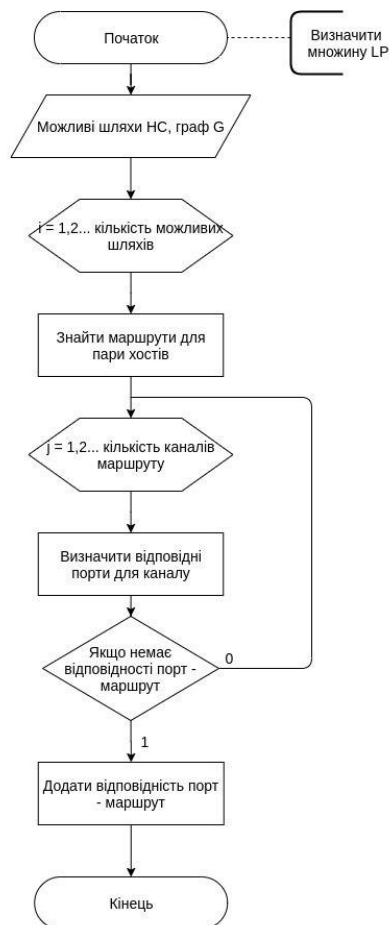 Початок
Визначити
множину LP
Можливі шляхи HC, граф G
i = 1,2... кількість можливих
шляхів
Знайти маршрути для
пари хостів
j = 1,2... кількість каналів
маршруту
Визначити відповідні
порти для каналу
Якщо немає
відповідності порт -
маршрут
0
1
Додати відповідність порт
- маршрут
Кінець